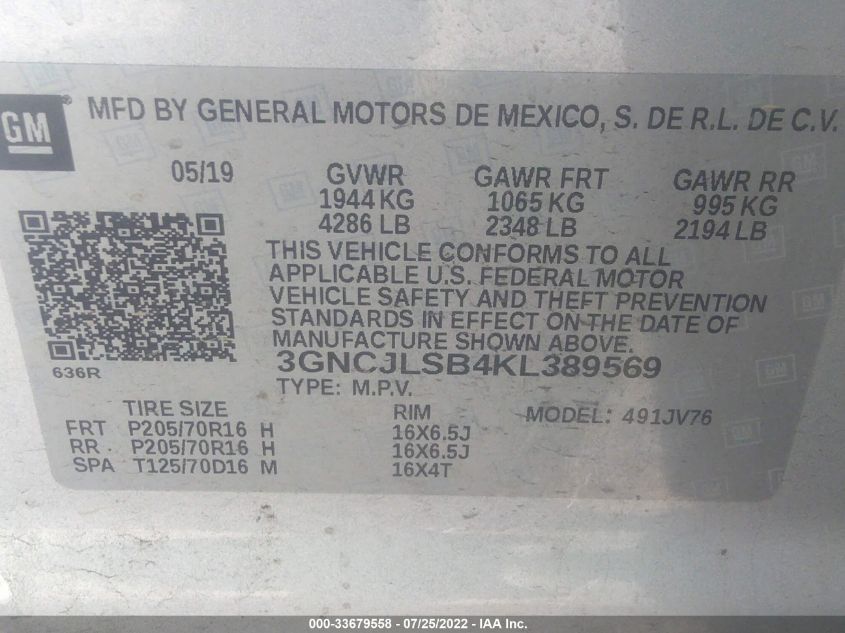 GM® MFD BY GENERAL MOTORS DE MEXICO, S. DE R.L. DE C.V.
05/19 GVWR GAWR FRT GAWR RR
1944 KG 1065 KG 995 KG
4286 LB 2348 LB 2194 LB
THIS VEHICLE CONFORMS TO ALL
APPLICABLE U.S. FEDERAL MOTOR
VEHICLE SAFETY AND THEFT PREVENTION
STANDARDS IN EFFECT ON THE DATE OF
MANUFACTURE SHOWN ABOVE.
636R 3GNCJLSB4KL389569
TYPE: M.P.V.
TIRE SIZE RIM MODEL: 491JV76
FRT P205/70R16 H 16X6.5J
RR P205/70R16 H 16X6.5J
SPA T125/70D16 M 16X4T
000-33679558 - 07/25/2022 - IAA Inc.